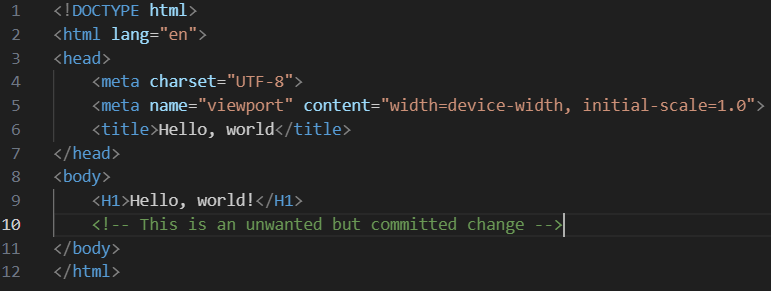 1 <!DOCTYPE html>
2 <html lang="en">
3 <head>
4     <meta charset="UTF-8">
5     <meta name="viewport" content="width=device-width, initial-scale=1.0">
6     <title>Hello, world</title>
7 </head>
8 <body>
9     <H1>Hello, world!</H1>
10     <!-- This is an unwanted but committed change -->
11 </body>
12 </html>